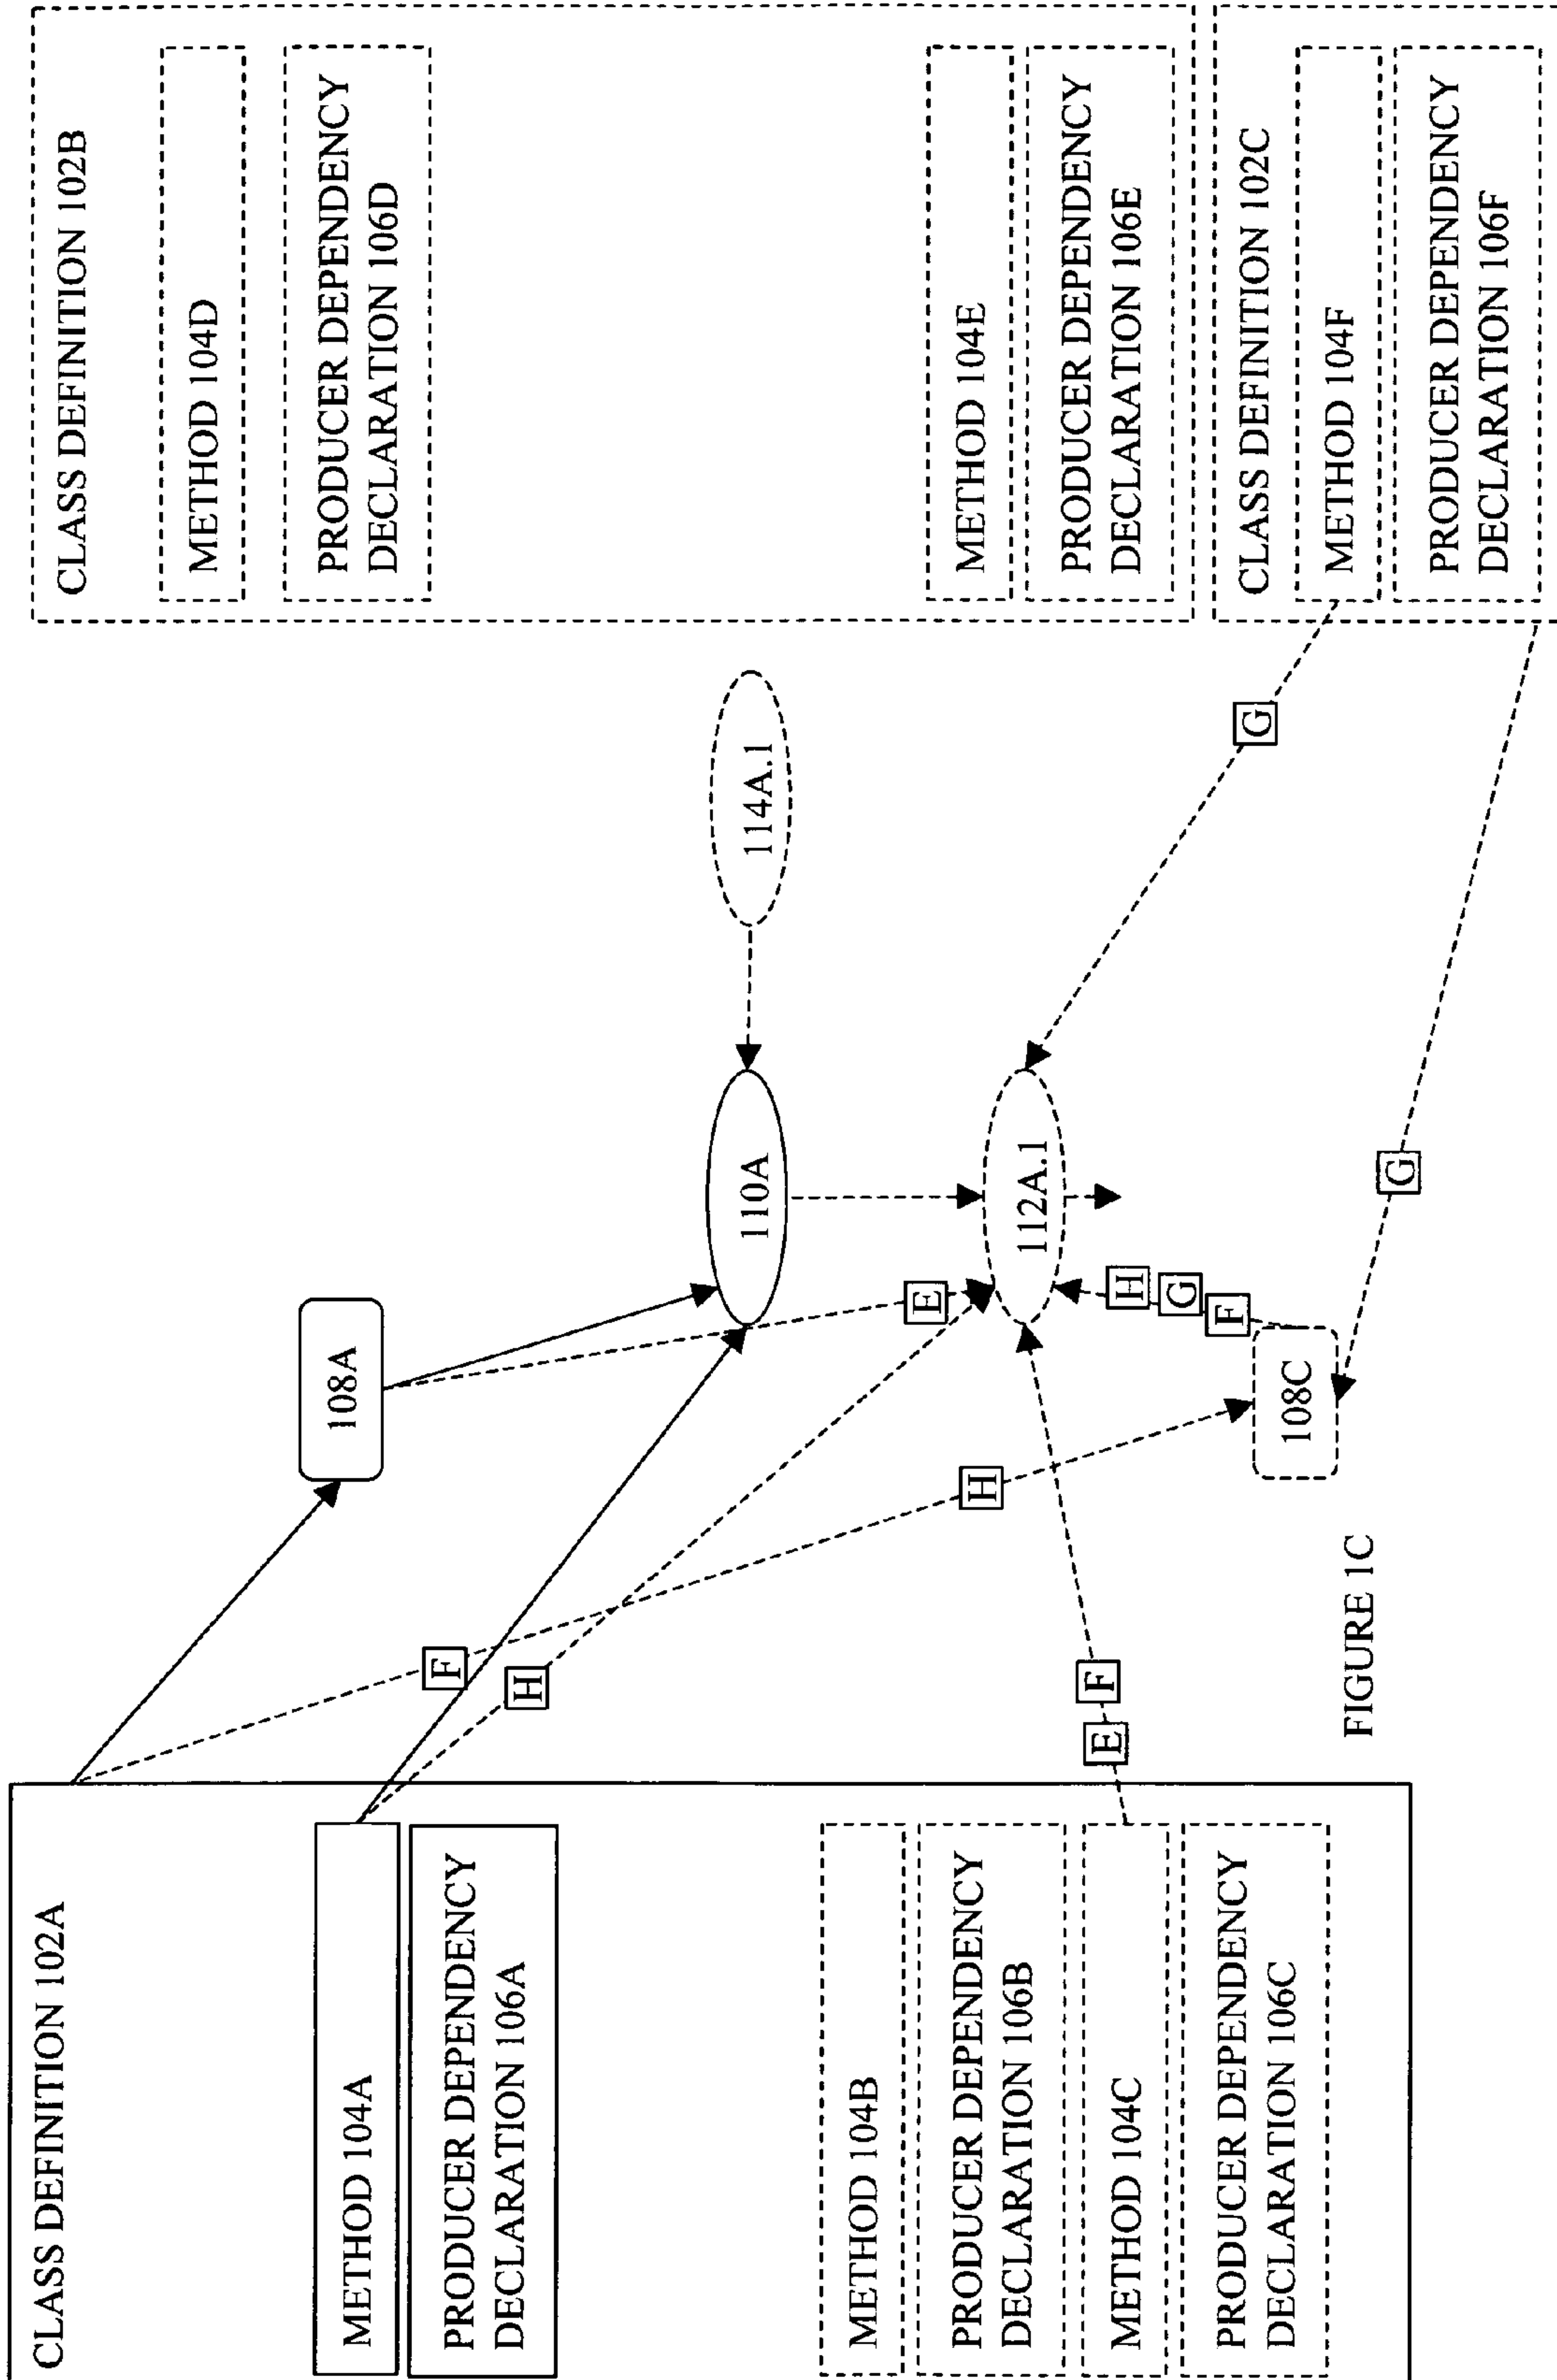 CLASS DEFINITION 102A
METHOD 104A
PRODUCER DEPENDENCY
DECLARATION 106A
METHOD 104B
PRODUCER DEPENDENCY
DECLARATION 106B
METHOD 104C
PRODUCER DEPENDENCY
DECLARATION 106C
108A
F
H
110A
114A.1
E
H
E
F
112A.1
H
G
F
108C
G
G
CLASS DEFINITION 102B
METHOD 104D
PRODUCER DEPENDENCY
DECLARATION 106D
METHOD 104E
PRODUCER DEPENDENCY
DECLARATION 106E
CLASS DEFINITION 102C
METHOD 104F
PRODUCER DEPENDENCY
DECLARATION 106F
FIGURE 1C